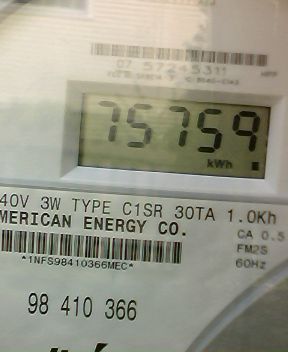 75759
kWh
40V 3W TYPE C1SR 30TA 1.0Kh
MERICAN ENERGY CO.
CA 0.5
FM2S
60Hz
*1NFS98410366MEC*
98 410 366